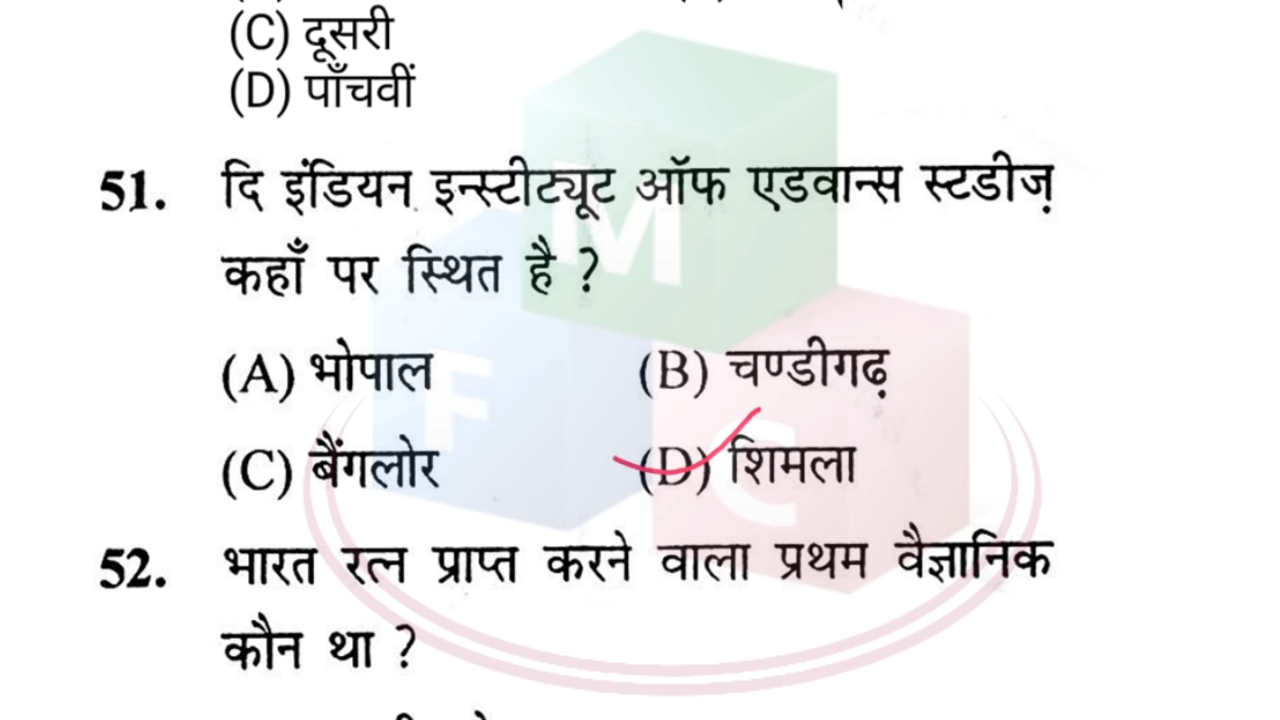 (C) दूसरी
(D) पाँचवीं
51. दि इंडियन इन्स्टीट्यूट ऑफ एडवान्स स्टडीज़
कहाँ पर स्थित है ?
(A) भोपाल (B) चण्डीगढ़
(C) बैंगलोर (D) शिमला
52. भारत रत्न प्राप्त करने वाला प्रथम वैज्ञानिक
कौन था ?
M
F
C